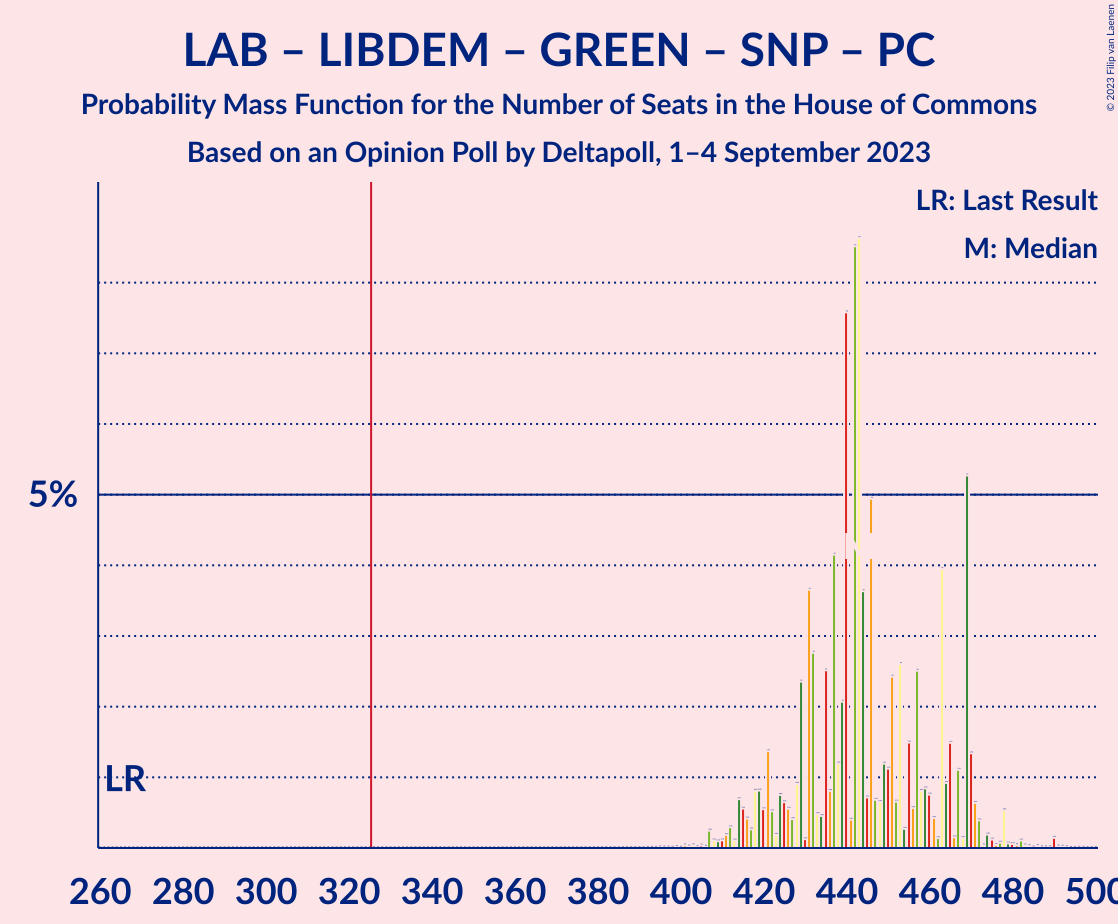 LAB – LIBDEM – GREEN – SNP – PC
Probability Mass Function for the Number of Seats in the House of Commons
Based on an Opinion Poll by Deltapoll, 1–4 September 2023
© 2023 Filip van Laenen
LR: Last Result
M: Median
5%
LR
260 280 300 320 340 360 380 400 420 440 460 480 500